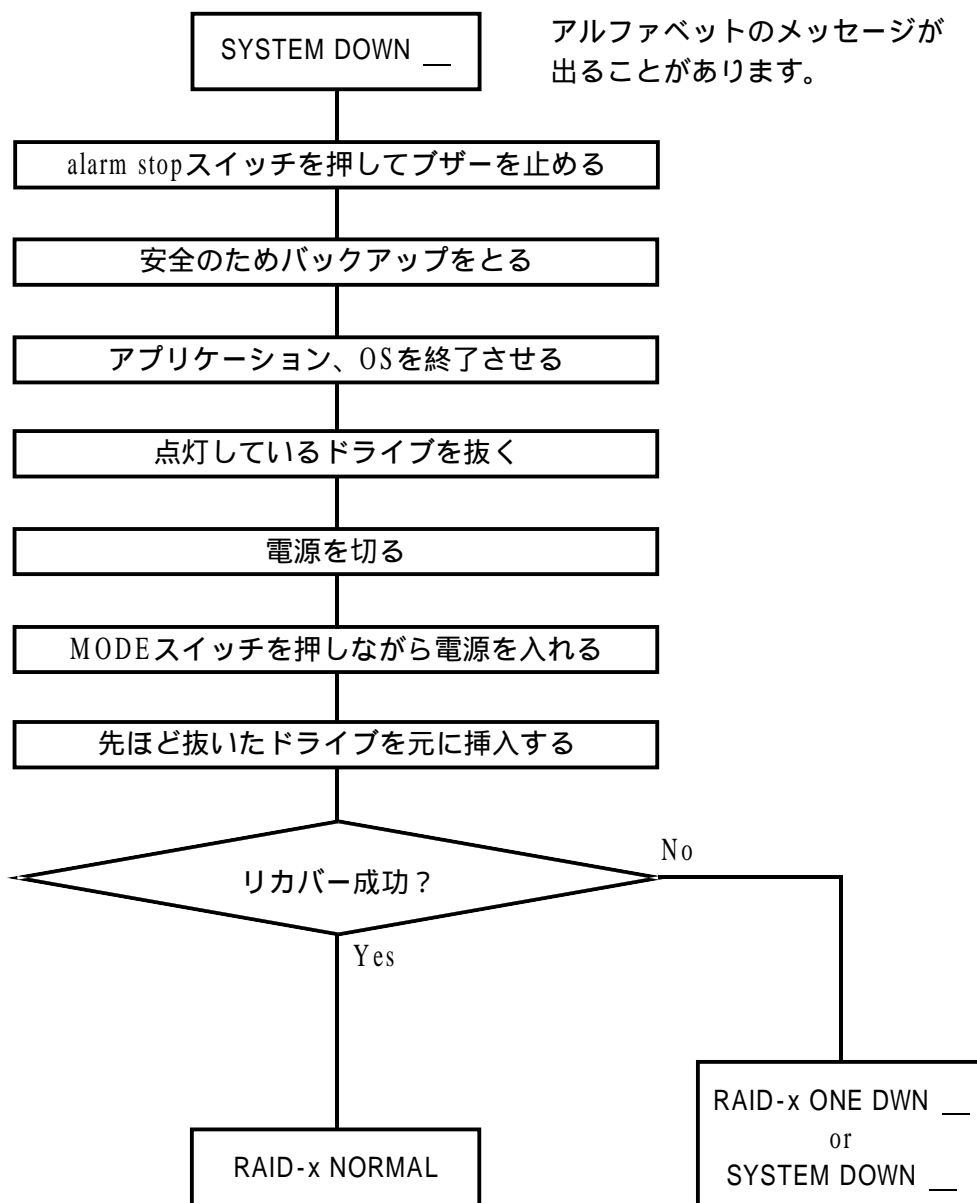 SYSTEM DOWN __
アルファベットのメッセージが
出ることがあります。
alarm stopスイッチを押してブザーを止める
安全のためバックアップをとる
アプリケーション、OSを終了させる
点灯しているドライブを抜く
電源を切る
MODEスイッチを押しながら電源を入れる
先ほど抜いたドライブを元に挿入する
リカバー成功？
No
Yes
RAID-x ONE DWN __
or
SYSTEM DOWN __
RAID-x NORMAL